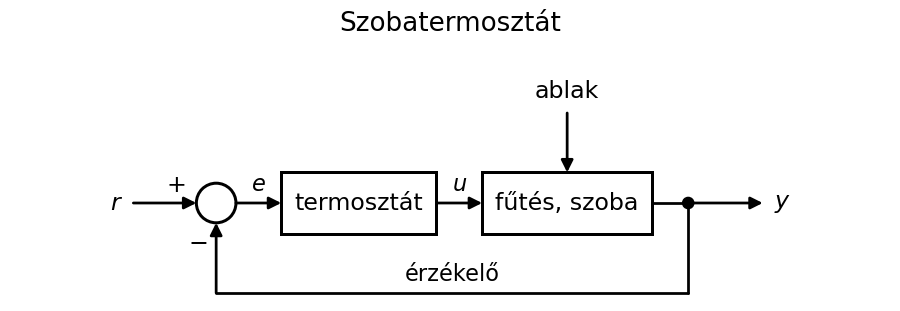 Szobatermosztát
ablak
r + e termosztát u fűtés, szoba y
−
érzékelő